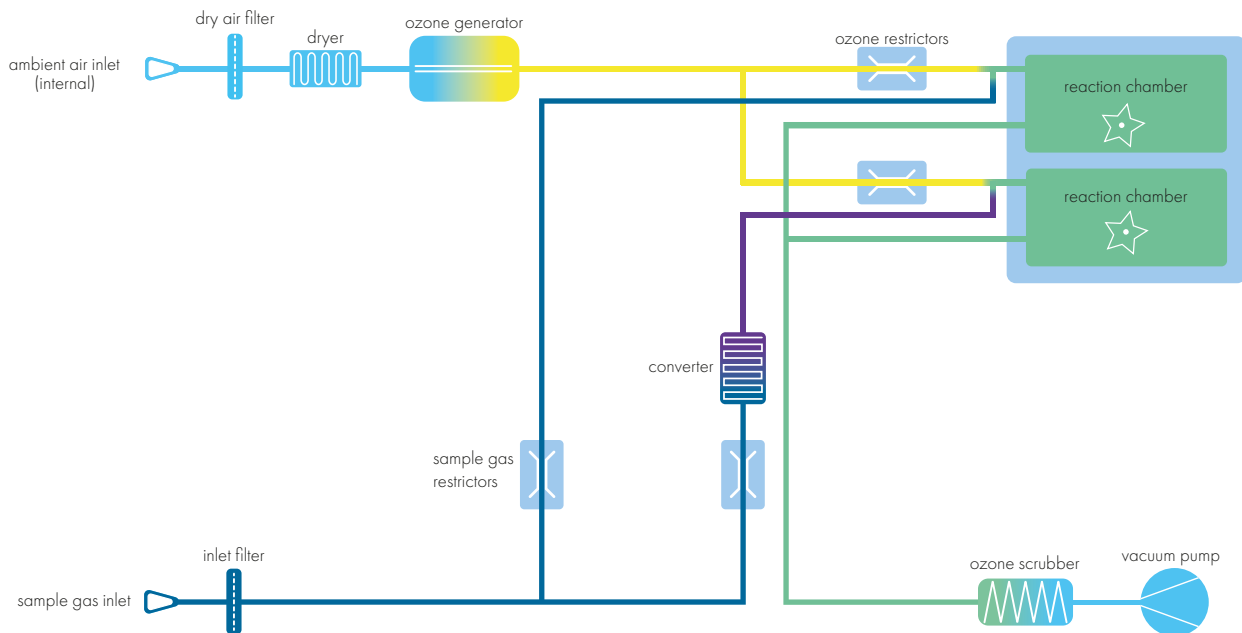 dry air filter
dryer
ozone generator
ozone restrictors
ambient air inlet
(internal)
reaction chamber
reaction chamber
converter
sample gas
restrictors
inlet filter
sample gas inlet
ozone scrubber
vacuum pump